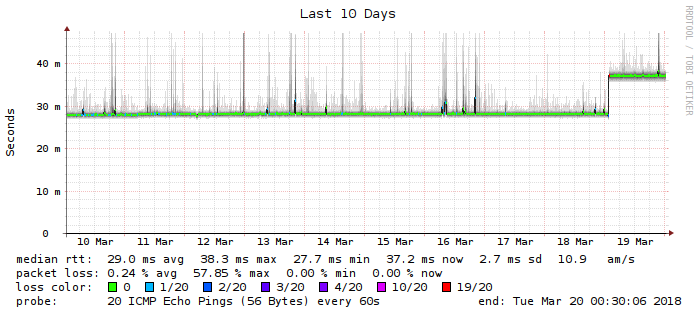 Last 10 Days
RRDTOOL / TOBI OETIKER
Seconds
40 m
30 m
20 m
10 m
0
10 Mar 11 Mar 12 Mar 13 Mar 14 Mar 15 Mar 16 Mar 17 Mar 18 Mar 19 Mar
median rtt: 29.0 ms avg 38.3 ms max 27.7 ms min 37.2 ms now 2.7 ms sd 10.9 am/s
packet loss: 0.24 % avg 57.85 % max 0.00 % min 0.00 % now
loss color: 0 1/20 2/20 3/20 4/20 10/20 19/20
probe: 20 ICMP Echo Pings (56 Bytes) every 60s end: Tue Mar 20 00:30:06 2018